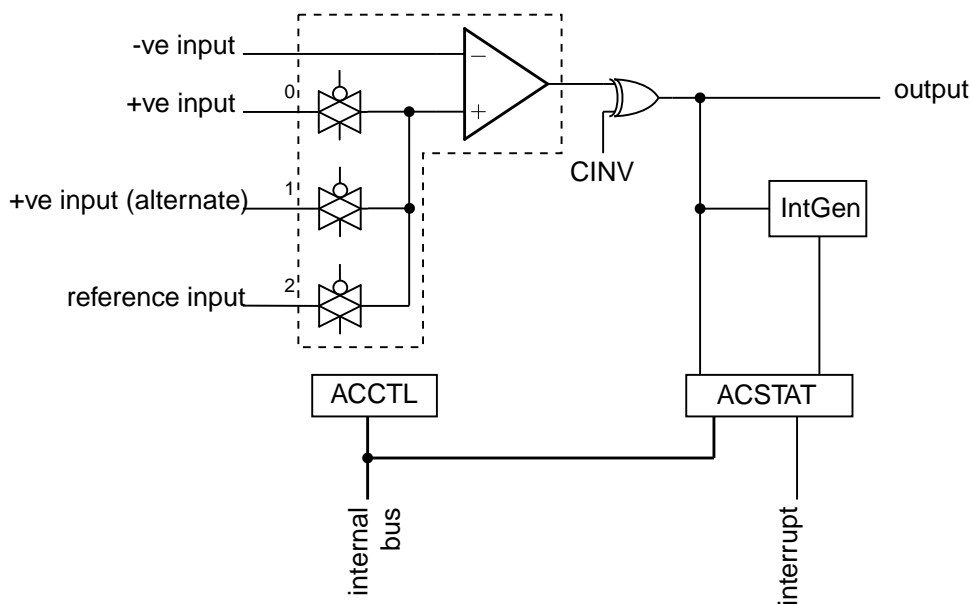 -ve input
−
0
+ve input
+
output
CINV
1
+ve input (alternate)
IntGen
2
reference input
ACCTL
ACSTAT
internal
bus
interrupt